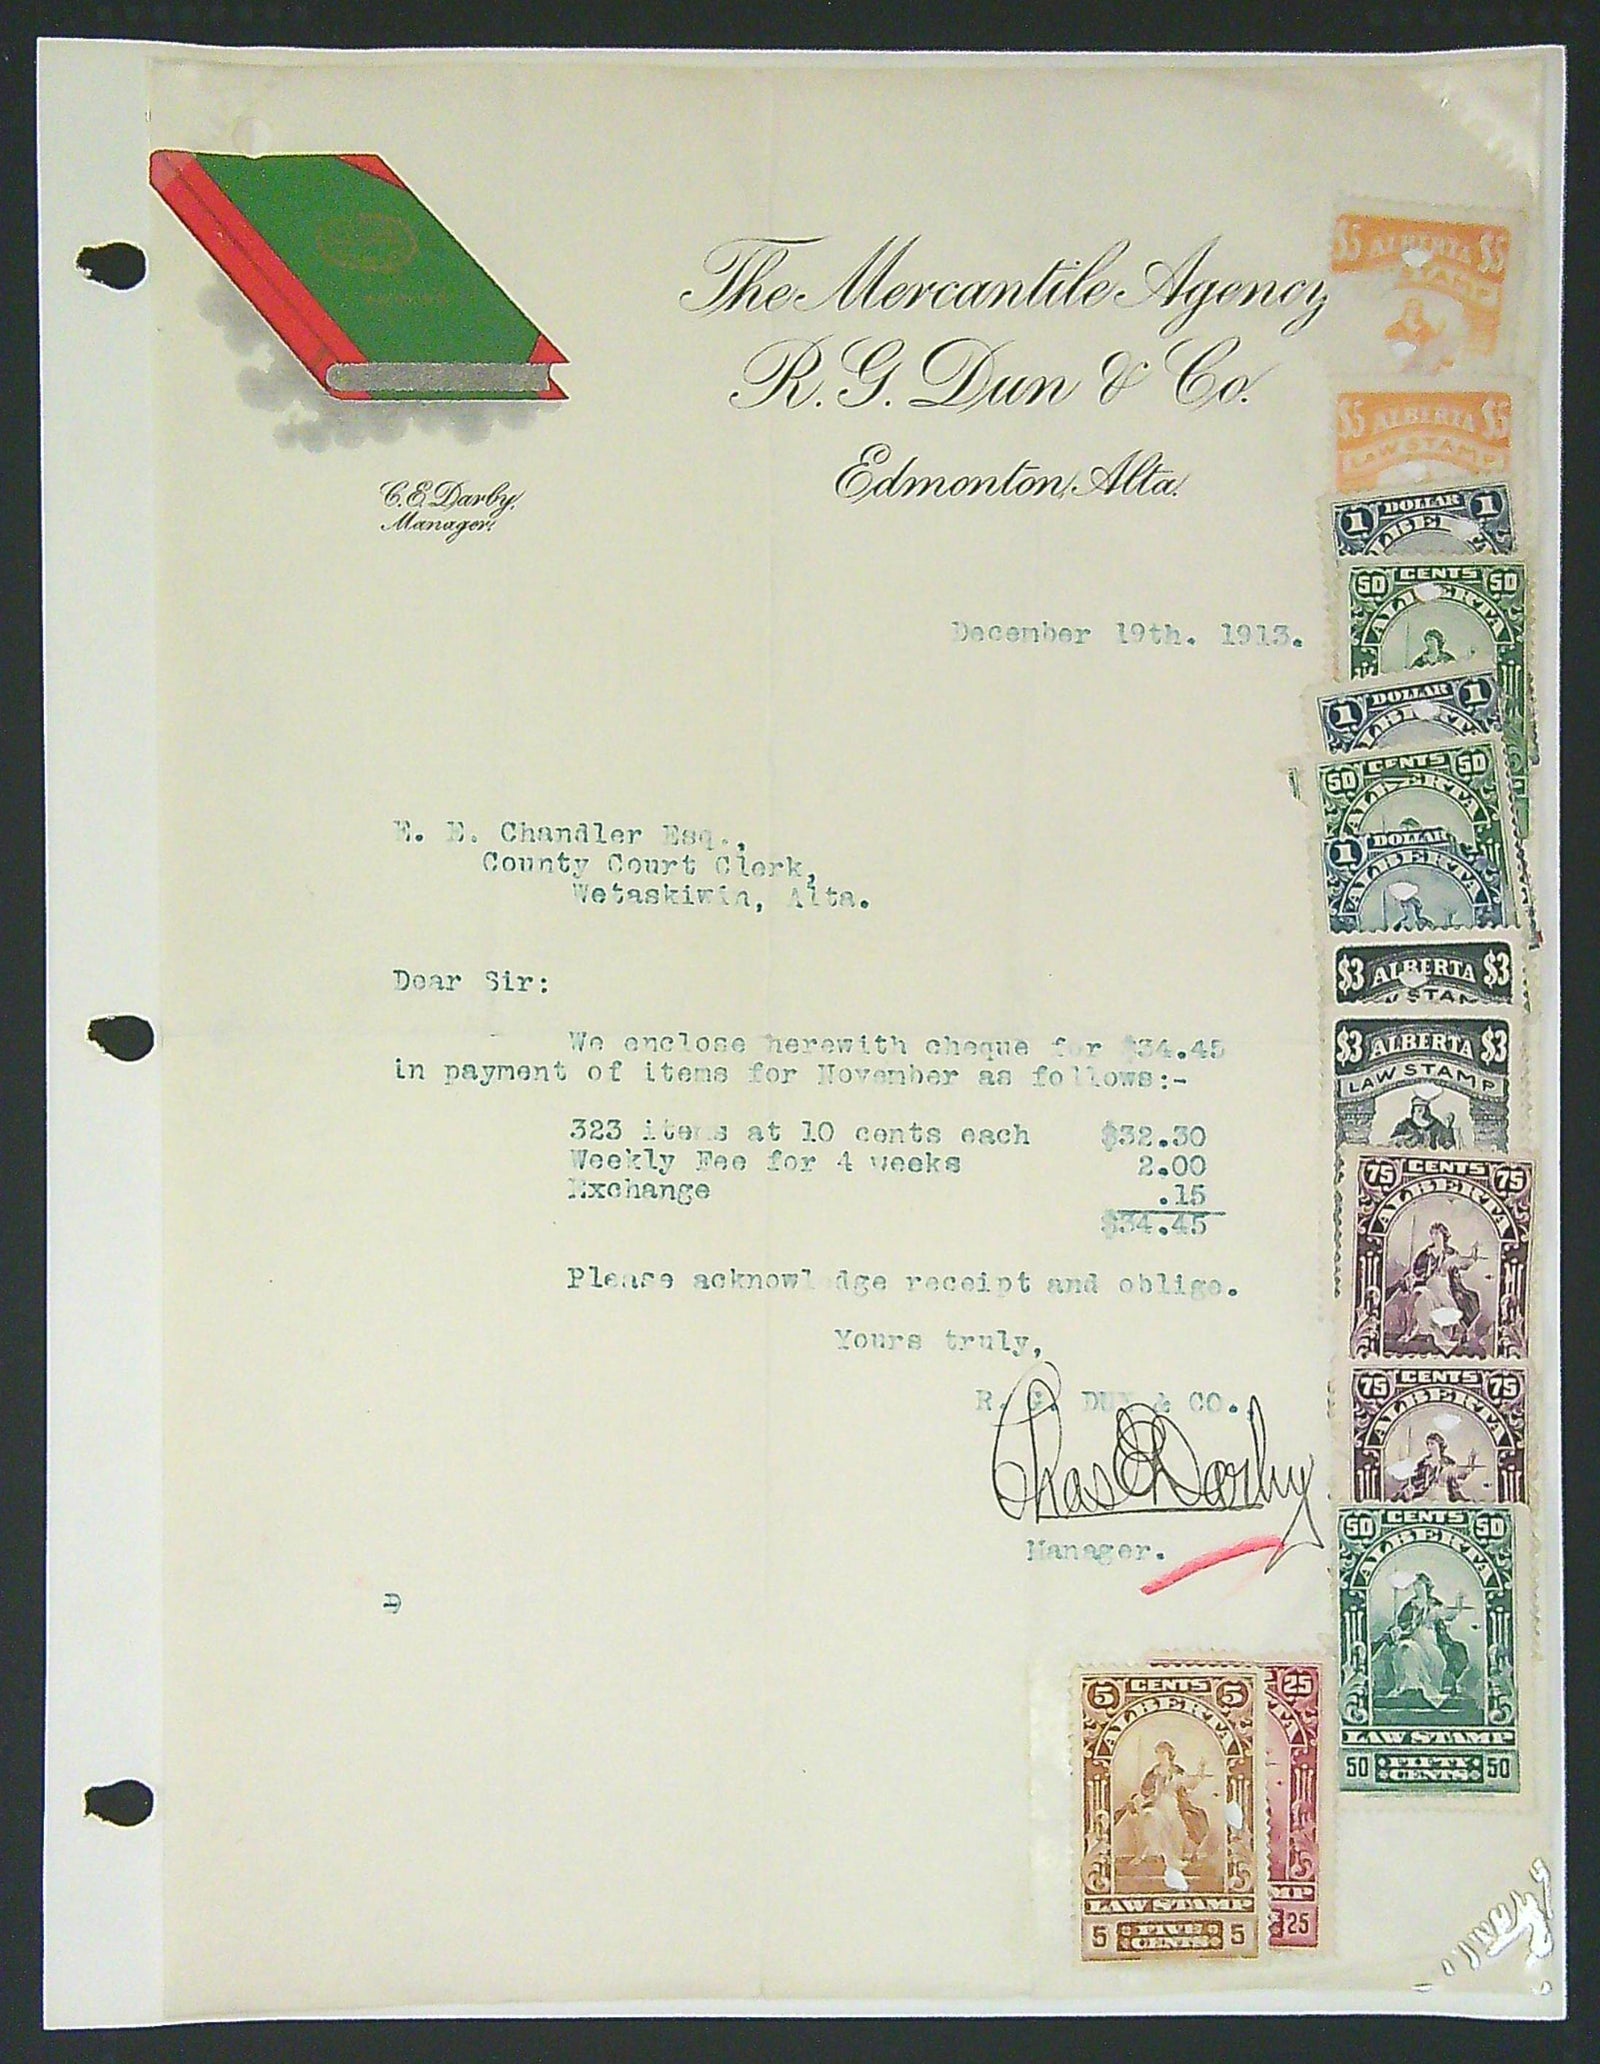 The Mercantile Agency
R. G. Dun & Co.
Edmonton, Alta.
C. E. Darby,
Manager.
December 19th. 1913.
E. E. Chandler Esq.,
County Court Clerk,
Wetaskiwin, Alta.
Dear Sir:
We enclose herewith cheque for $34.45
in payment of items for November as follows:-
323 items at 10 cents each $32.30
Weekly Fee for 4 weeks 2.00
Exchange .15
$34.45
Please acknowledge receipt and oblige.
Yours truly,
R. G. DUN & CO.,
Chas E Darby
Manager.
D
$5 ALBERTA $5
STAMP
$5 ALBERTA $5
LAW STAMP
1 DOLLAR 1
50 CENTS 50
ALBERTA
1 DOLLAR 1
50 CENTS 50
ALBERTA
1 DOLLAR 1
ALBERTA
$3 ALBERTA $3
$3 ALBERTA $3
LAW STAMP
75 CENTS 75
ALBERTA
75 CENTS 75
ALBERTA
50 CENTS 50
ALBERTA
LAW STAMP
50 FIFTY CENTS 50
5 CENTS 5
ALBERTA
LAW STAMP
5 FIVE CENTS 5
25
25